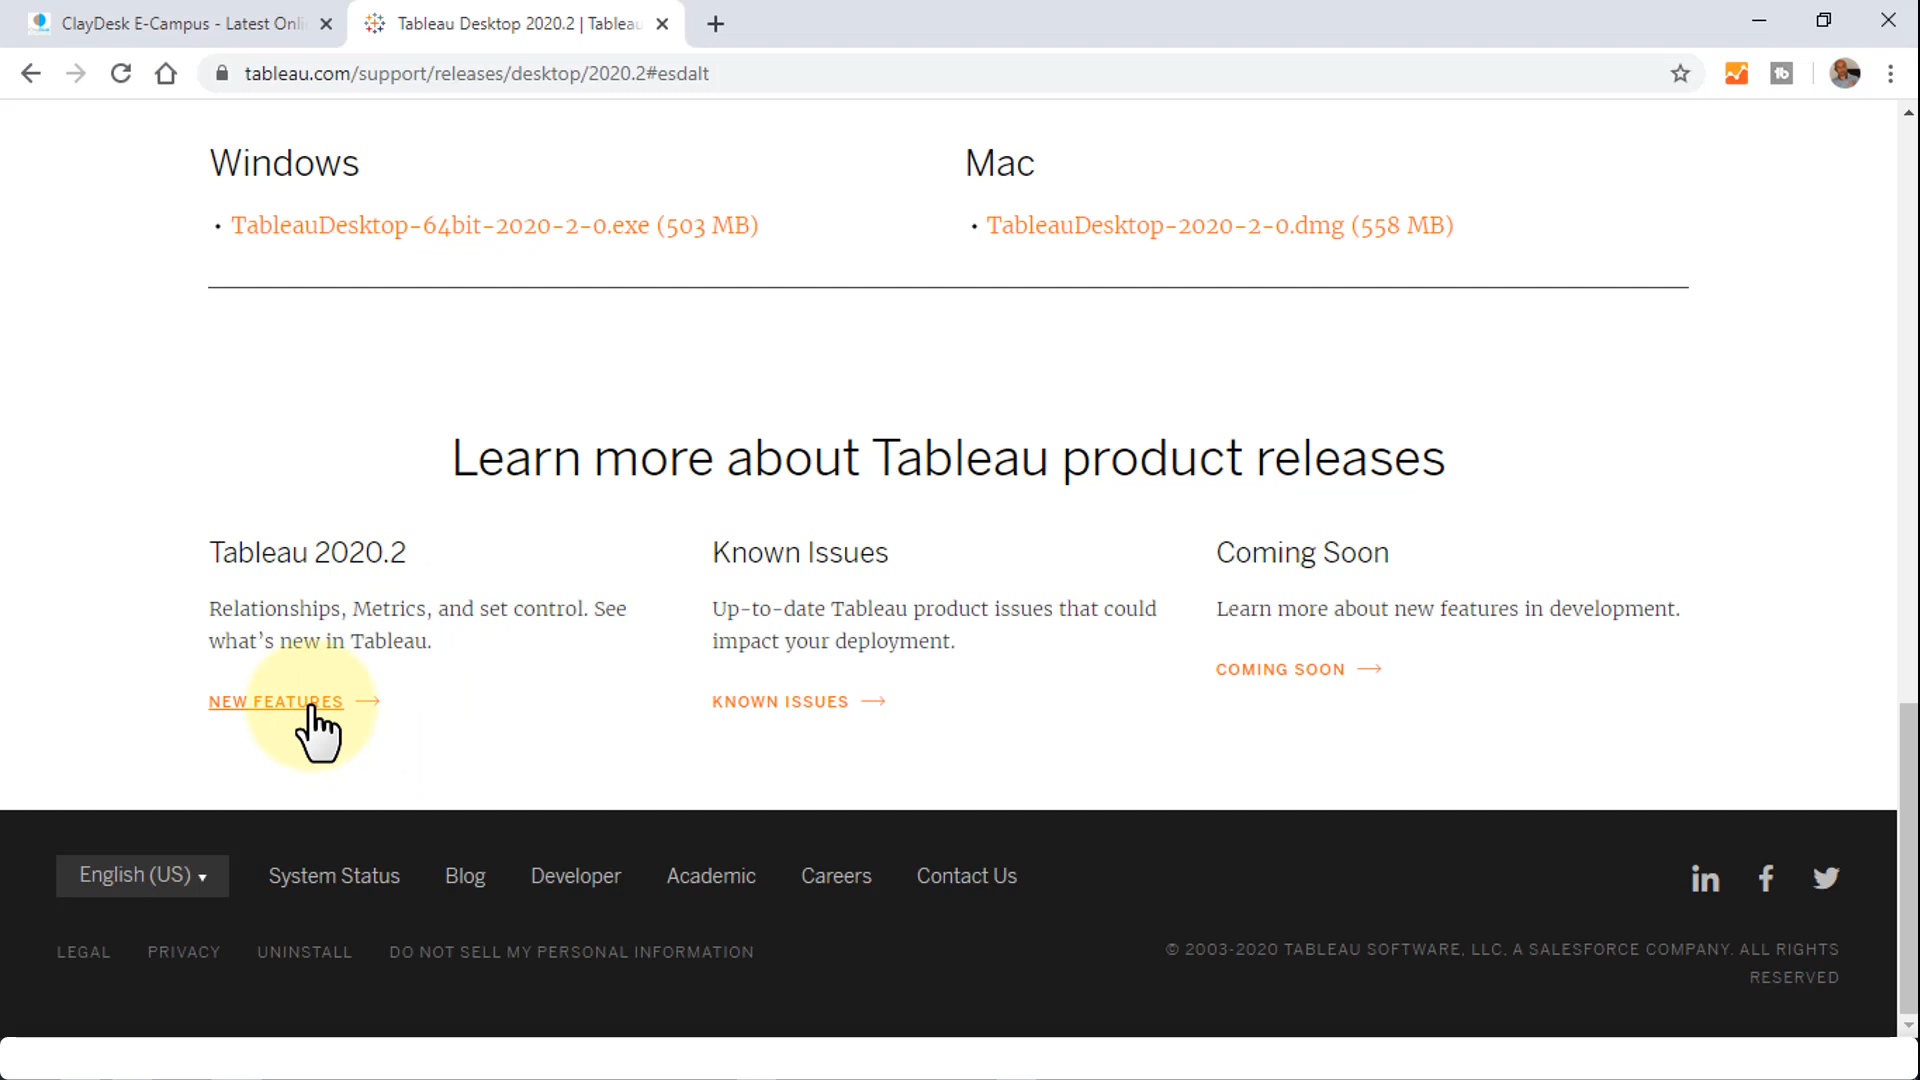 ClayDesk E-Campus - Latest Onli
Tableau Desktop 2020.2 | Tableau
tableau.com/support/releases/desktop/2020.2#esdalt
Windows
Mac
• TableauDesktop-64bit-2020-2-0.exe (503 MB)
• TableauDesktop-2020-2-0.dmg (558 MB)
Learn more about Tableau product releases
Tableau 2020.2
Relationships, Metrics, and set control. See
what's new in Tableau.
NEW FEATURES
Known Issues
Up-to-date Tableau product issues that could
impact your deployment.
KNOWN ISSUES
Coming Soon
Learn more about new features in development.
COMING SOON
English (US)
System Status
Blog
Developer
Academic
Careers
Contact Us
in
f
LEGAL
PRIVACY
UNINSTALL
DO NOT SELL MY PERSONAL INFORMATION
© 2003-2020 TABLEAU SOFTWARE, LLC. A SALESFORCE COMPANY. ALL RIGHTS
RESERVED